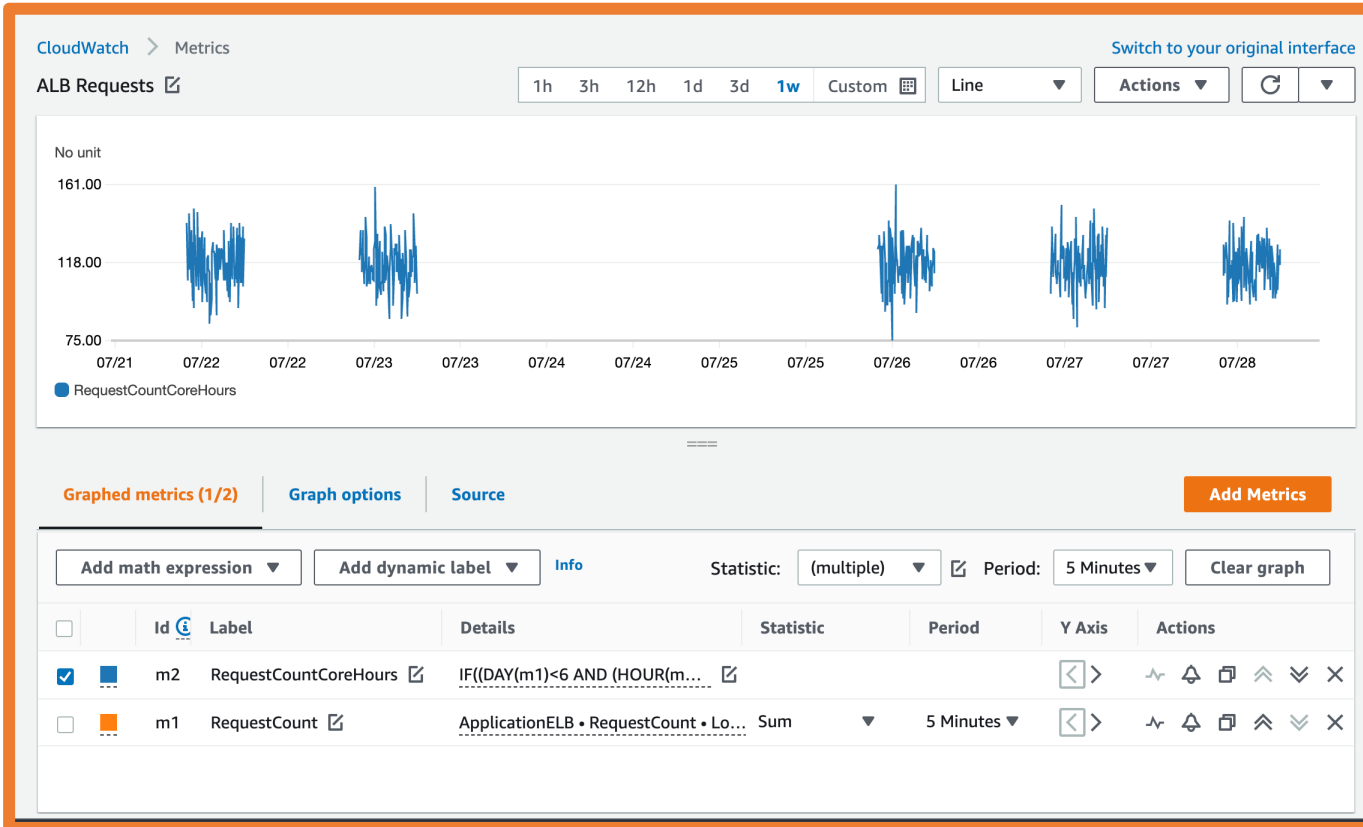 CloudWatch > Metrics
Switch to your original interface
ALB Requests
1h 3h 12h 1d 3d 1w Custom
Line
Actions
No unit
161.00
118.00
75.00
07/21 07/22 07/22 07/23 07/23 07/24 07/24 07/25 07/25 07/26 07/26 07/27 07/27 07/28
RequestCountCoreHours
Graphed metrics (1/2) Graph options Source
Add Metrics
Add math expression Add dynamic label Info Statistic: (multiple) Period: 5 Minutes Clear graph
Id Label Details Statistic Period Y Axis Actions
m2 RequestCountCoreHours IF((DAY(m1)<6 AND (HOUR(m...
m1 RequestCount ApplicationELB • RequestCount • Lo... Sum 5 Minutes